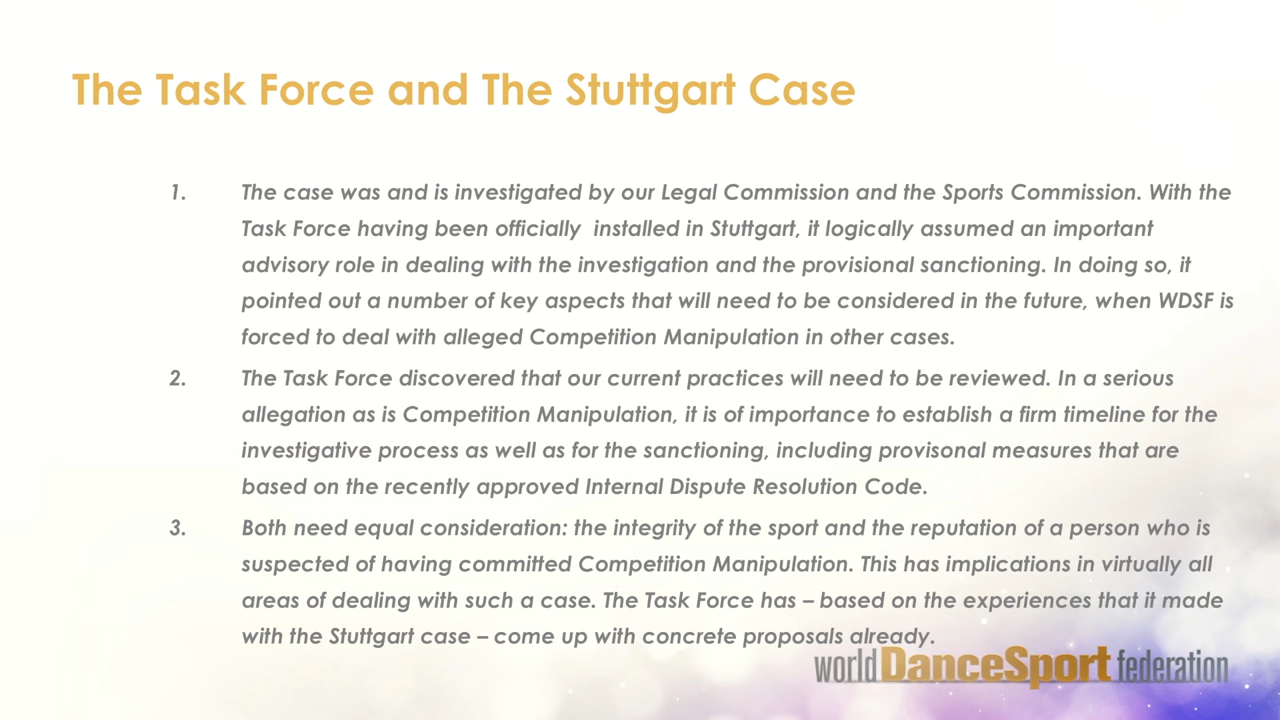 The Task Force and The Stuttgart Case
1. The case was and is investigated by our Legal Commission and the Sports Commission. With the
Task Force having been officially  installed in Stuttgart, it logically assumed an important
advisory role in dealing with the investigation and the provisional sanctioning. In doing so, it
pointed out a number of key aspects that will need to be considered in the future, when WDSF is
forced to deal with alleged Competition Manipulation in other cases.
2. The Task Force discovered that our current practices will need to be reviewed. In a serious
allegation as is Competition Manipulation, it is of importance to establish a firm timeline for the
investigative process as well as for the sanctioning, including provisonal measures that are
based on the recently approved Internal Dispute Resolution Code.
3. Both need equal consideration: the integrity of the sport and the reputation of a person who is
suspected of having committed Competition Manipulation. This has implications in virtually all
areas of dealing with such a case. The Task Force has – based on the experiences that it made
with the Stuttgart case – come up with concrete proposals already.
world DanceSport federation